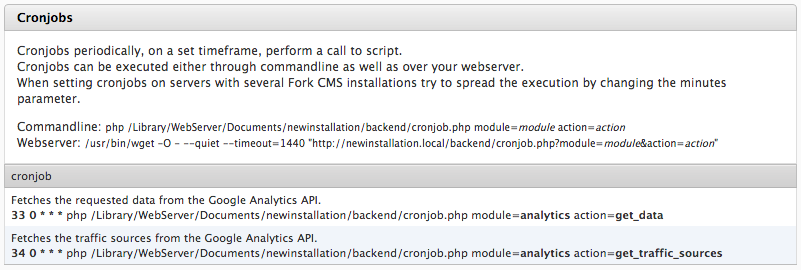 Cronjobs
Cronjobs periodically, on a set timeframe, perform a call to script.
Cronjobs can be executed either through commandline as well as over your webserver.
When setting cronjobs on servers with several Fork CMS installations try to spread the execution by changing the minutes
parameter.
Commandline: php /Library/WebServer/Documents/newinstallation/backend/cronjob.php module=module action=action
Webserver: /usr/bin/wget -O - --quiet --timeout=1440 "http://newinstallation.local/backend/cronjob.php?module=module&action=action"
cronjob
Fetches the requested data from the Google Analytics API.
33 0 * * * php /Library/WebServer/Documents/newinstallation/backend/cronjob.php module=analytics action=get_data
Fetches the traffic sources from the Google Analytics API.
34 0 * * * php /Library/WebServer/Documents/newinstallation/backend/cronjob.php module=analytics action=get_traffic_sources